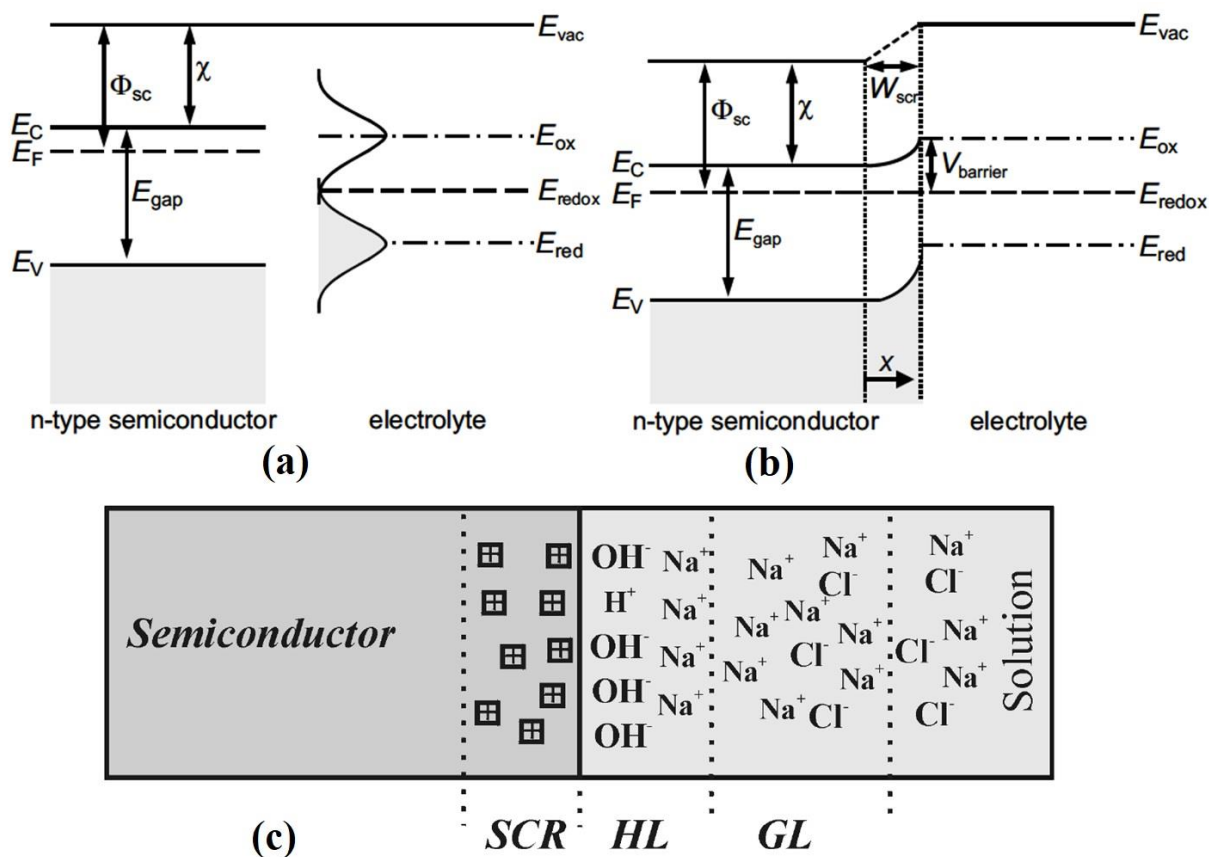 E_vac
Φ_sc
χ
E_C
E_F
E_gap
E_V
E_ox
E_redox
E_red
n-type semiconductor
electrolyte
(a)
E_vac
W_scr
Φ_sc
χ
E_C
E_F
E_gap
E_V
E_ox
V_barrier
E_redox
E_red
x
n-type semiconductor
electrolyte
(b)
Semiconductor
OH⁻ Na⁺
H⁺ Na⁺
OH⁻ Na⁺
OH⁻ Na⁺
OH⁻
Na⁺ Na⁺
Cl⁻
Na⁺ Na⁺
Na⁺
Cl⁻
Na⁺ Na⁺
Na⁺ Cl⁻
Na⁺
Cl⁻
Na⁺
Cl⁻
Na⁺
Cl⁻
Solution
(c)
SCR HL GL